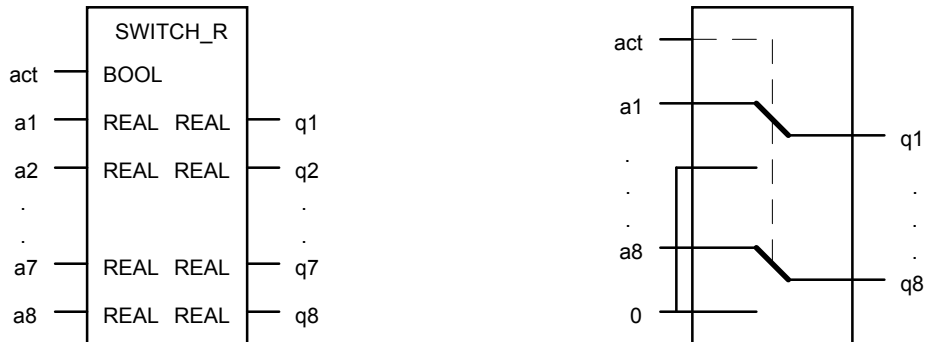 SWITCH_R
act BOOL
a1 REAL REAL q1
a2 REAL REAL q2
. .
. .
a7 REAL REAL q7
a8 REAL REAL q8
act
a1
q1
. .
. .
. .
a8
q8
0